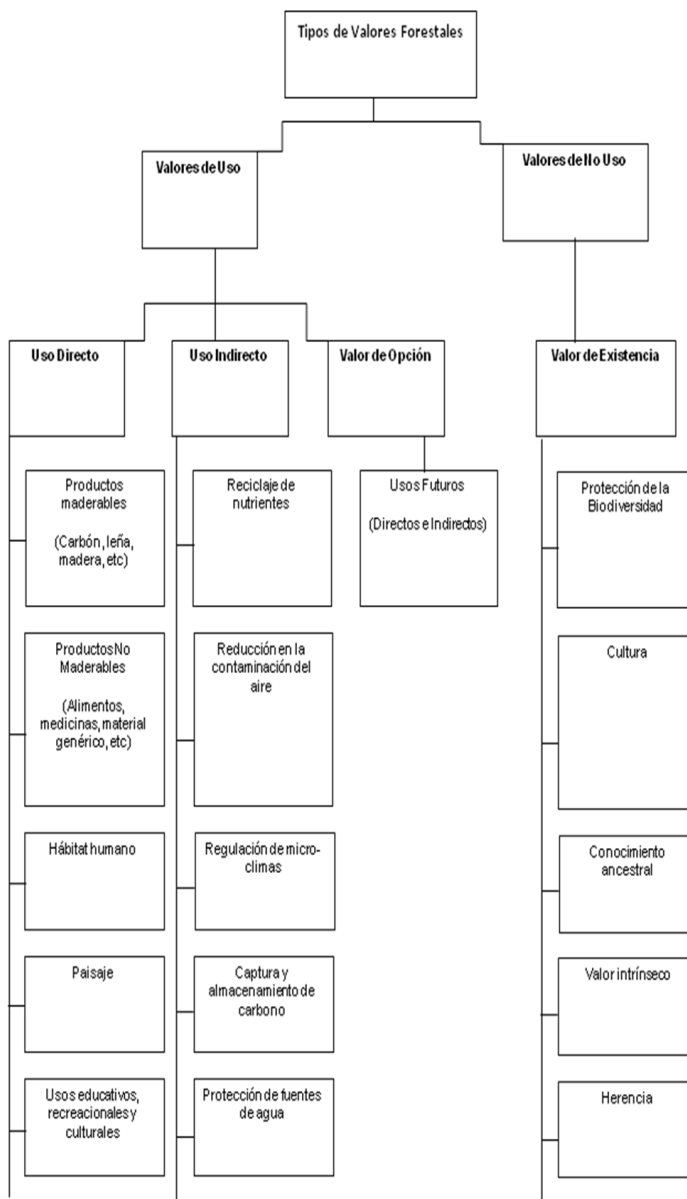 Tipos de Valores Forestales
Valores de Uso
Valores de No Uso
Uso Directo
Uso Indirecto
Valor de Opción
Valor de Existencia
Productos
maderables
(Carbón, leña,
madera, etc)
Reciclaje de
nutrientes
Usos Futuros
(Directos e Indirectos)
Protección de la
Biodiversidad
Productos No
Maderables
(Alimentos,
medicinas, material
genérico, etc)
Reducción en la
contaminación del
aire
Cultura
Hábitat humano
Regulación de micro-
climas
Conocimiento
ancestral
Paisaje
Captura y
almacenamiento de
carbono
Valor intrínseco
Usos educativos,
recreacionales y
culturales
Protección de fuentes
de agua
Herencia